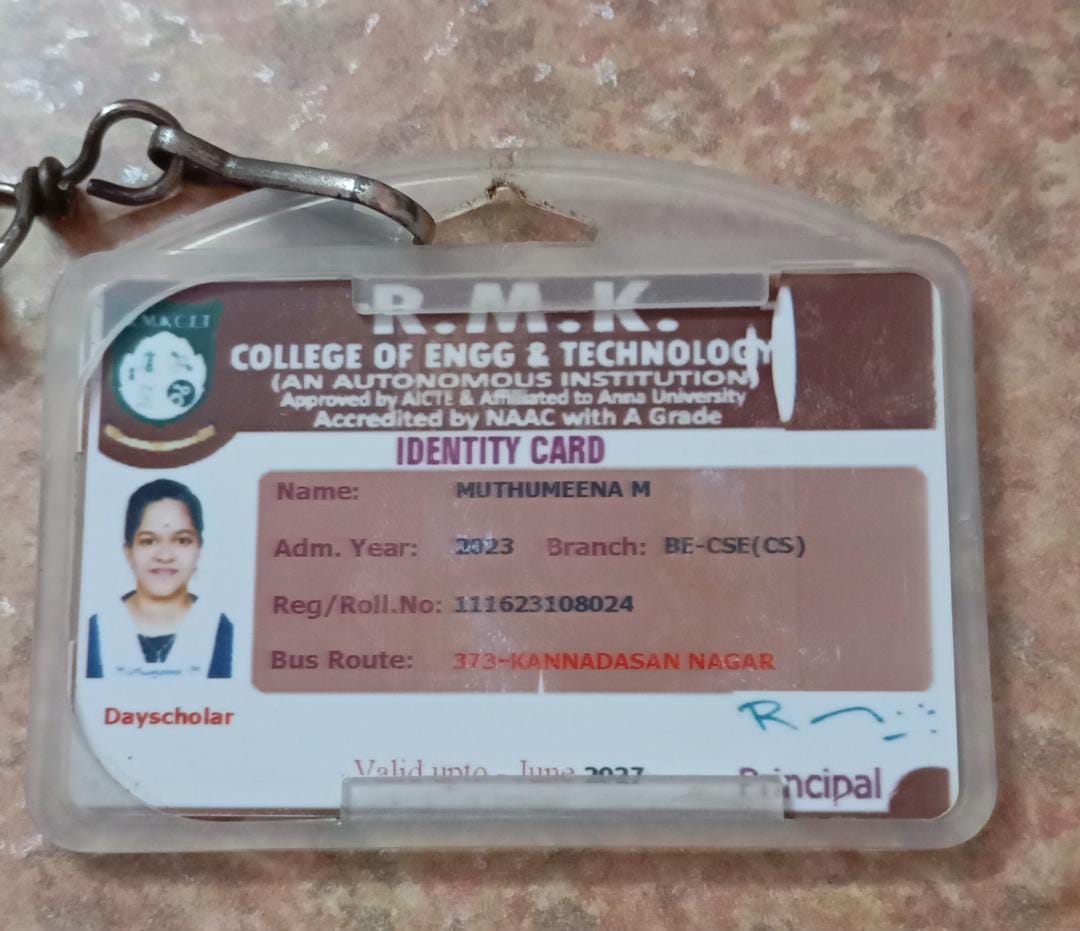 R.M.K.
COLLEGE OF ENGG & TECHNOLOGY
(AN AUTONOMOUS INSTITUTION)
Approved by AICTE & Affiliated to Anna University
Accredited by NAAC with A Grade
IDENTITY CARD
Name: MUTHUMEENA M
Adm. Year: 2023 Branch: BE-CSE(CS)
Reg/Roll.No: 111623108024
Bus Route: 373-KANNADASAN NAGAR
Dayscholar
Valid upto June 2027
Principal